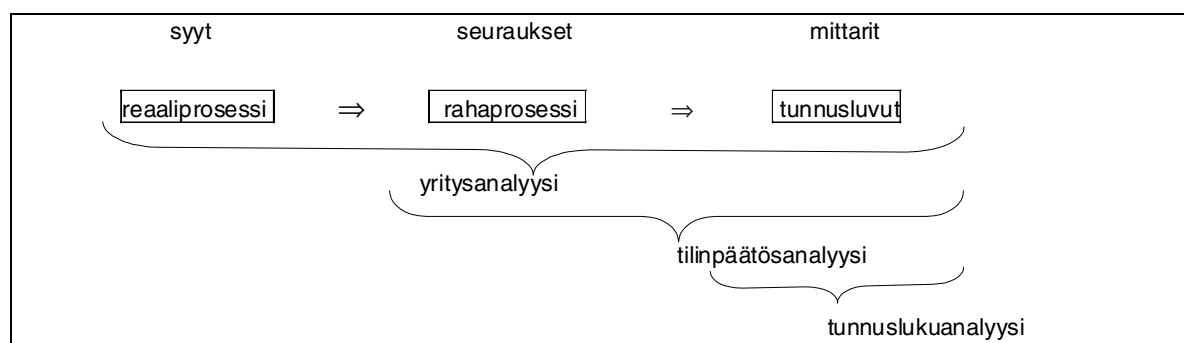 syyt seuraukset mittarit
reaaliprosessi ⇒ rahaprosessi ⇒ tunnusluvut
yritysanalyysi
tilinpäätösanalyysi
tunnuslukuanalyysi